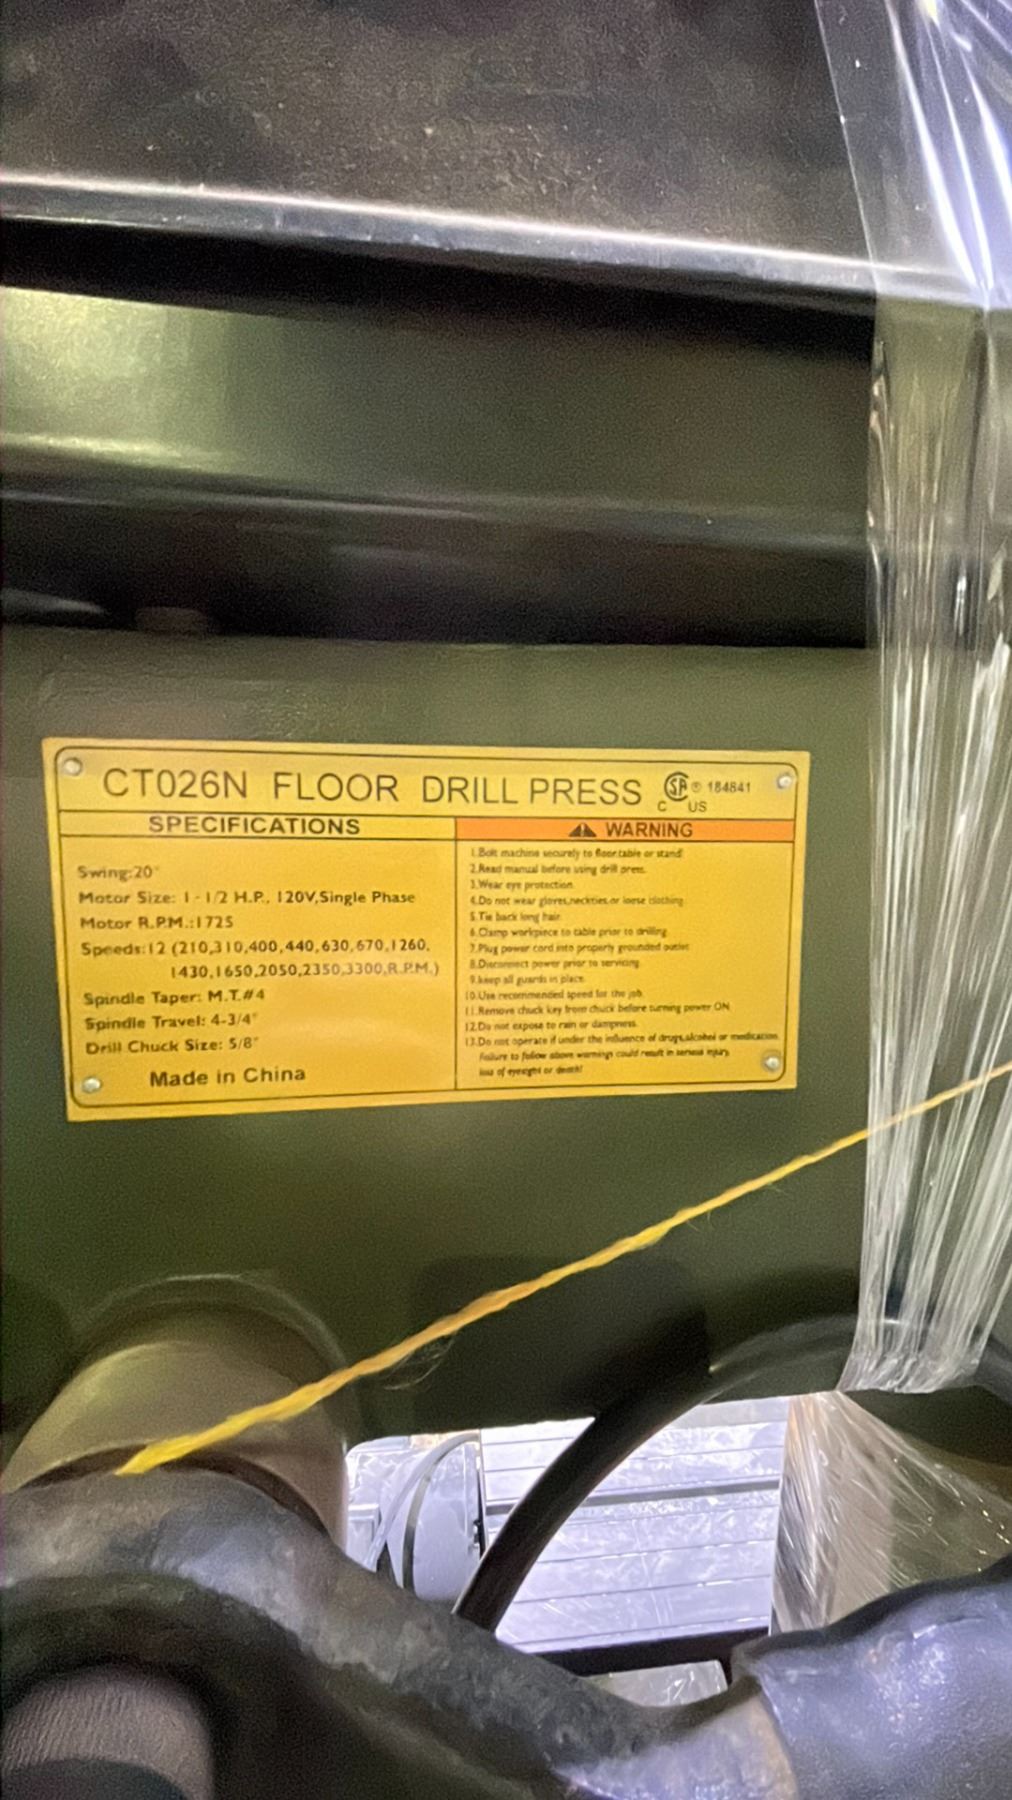 CT026N FLOOR DRILL PRESS SA ® 184841
C US
SPECIFICATIONS
Swing:20"
Motor Size: 1-1/2 H.P., 120V,Single Phase
Motor R.P.M.:1725
Speeds:12 (210,310,400,440,630,670,1260,
1430,1650,2050,2350,3300,R.P.M.)
Spindle Taper: M.T.#4
Spindle Travel: 4-3/4"
Drill Chuck Size: 5/8"
Made in China
WARNING
1.Bolt machine securely to floor,table or stand
2.Read manual before using drill press.
3.Wear eye protection.
4.Do not wear gloves,neckties,or loose clothing.
5.Tie back long hair.
6.Clamp workpiece to table prior to drilling.
7.Plug power cord into properly grounded outlet.
8.Disconnect power prior to servicing.
9.keep all guards in place.
10.Use recommended speed for the job.
11.Remove chuck key from chuck before turning power ON.
12.Do not expose to rain or dampness.
13.Do not operate if under the influence of drugs,alcohol or medication.
Failure to follow above warnings could result in serious injury,
loss of eyesight or death!